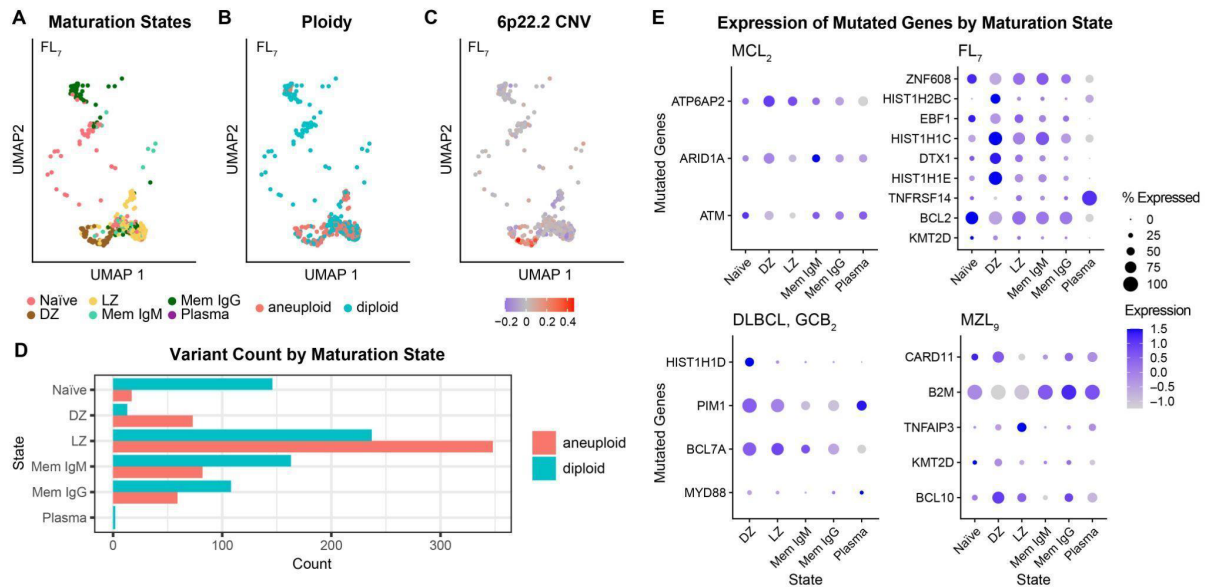 A
Maturation States
FL7
UMAP2
UMAP 1
Naïve
LZ
Mem IgG
DZ
Mem IgM
Plasma
B
Ploidy
FL7
UMAP2
UMAP 1
aneuploid
diploid
C
6p22.2 CNV
FL7
UMAP2
UMAP 1
−0.2 0.0 0.2 0.4
D
Variant Count by Maturation State
State
Naïve
DZ
LZ
Mem IgM
Mem IgG
Plasma
0 100 200 300
Count
aneuploid
diploid
E
Expression of Mutated Genes by Maturation State
MCL2
Mutated Genes
ATP6AP2
ARID1A
ATM
Naïve DZ LZ Mem IgM Mem IgG Plasma
FL7
ZNF608
HIST1H2BC
EBF1
HIST1H1C
DTX1
HIST1H1E
TNFRSF14
BCL2
KMT2D
Naïve DZ LZ Mem IgM Mem IgG Plasma
DLBCL, GCB2
Mutated Genes
HIST1H1D
PIM1
BCL7A
MYD88
DZ LZ Mem IgM Mem IgG Plasma
State
MZL9
Mutated Genes
CARD11
B2M
TNFAIP3
KMT2D
BCL10
Naïve DZ LZ Mem IgM Mem IgG Plasma
State
% Expressed
0
25
50
75
100
Expression
1.5
1.0
0.5
0.0
−0.5
−1.0